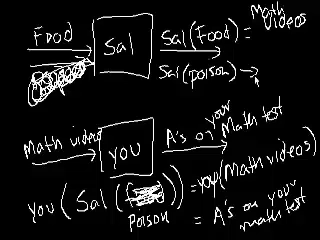 Food
Sal
Sal(Food) = Math videos
Sal(poison) →
Math videos
you
A's on your Math test
you(Sal( )) = you(Math videos)
Poison
= A's on your math test